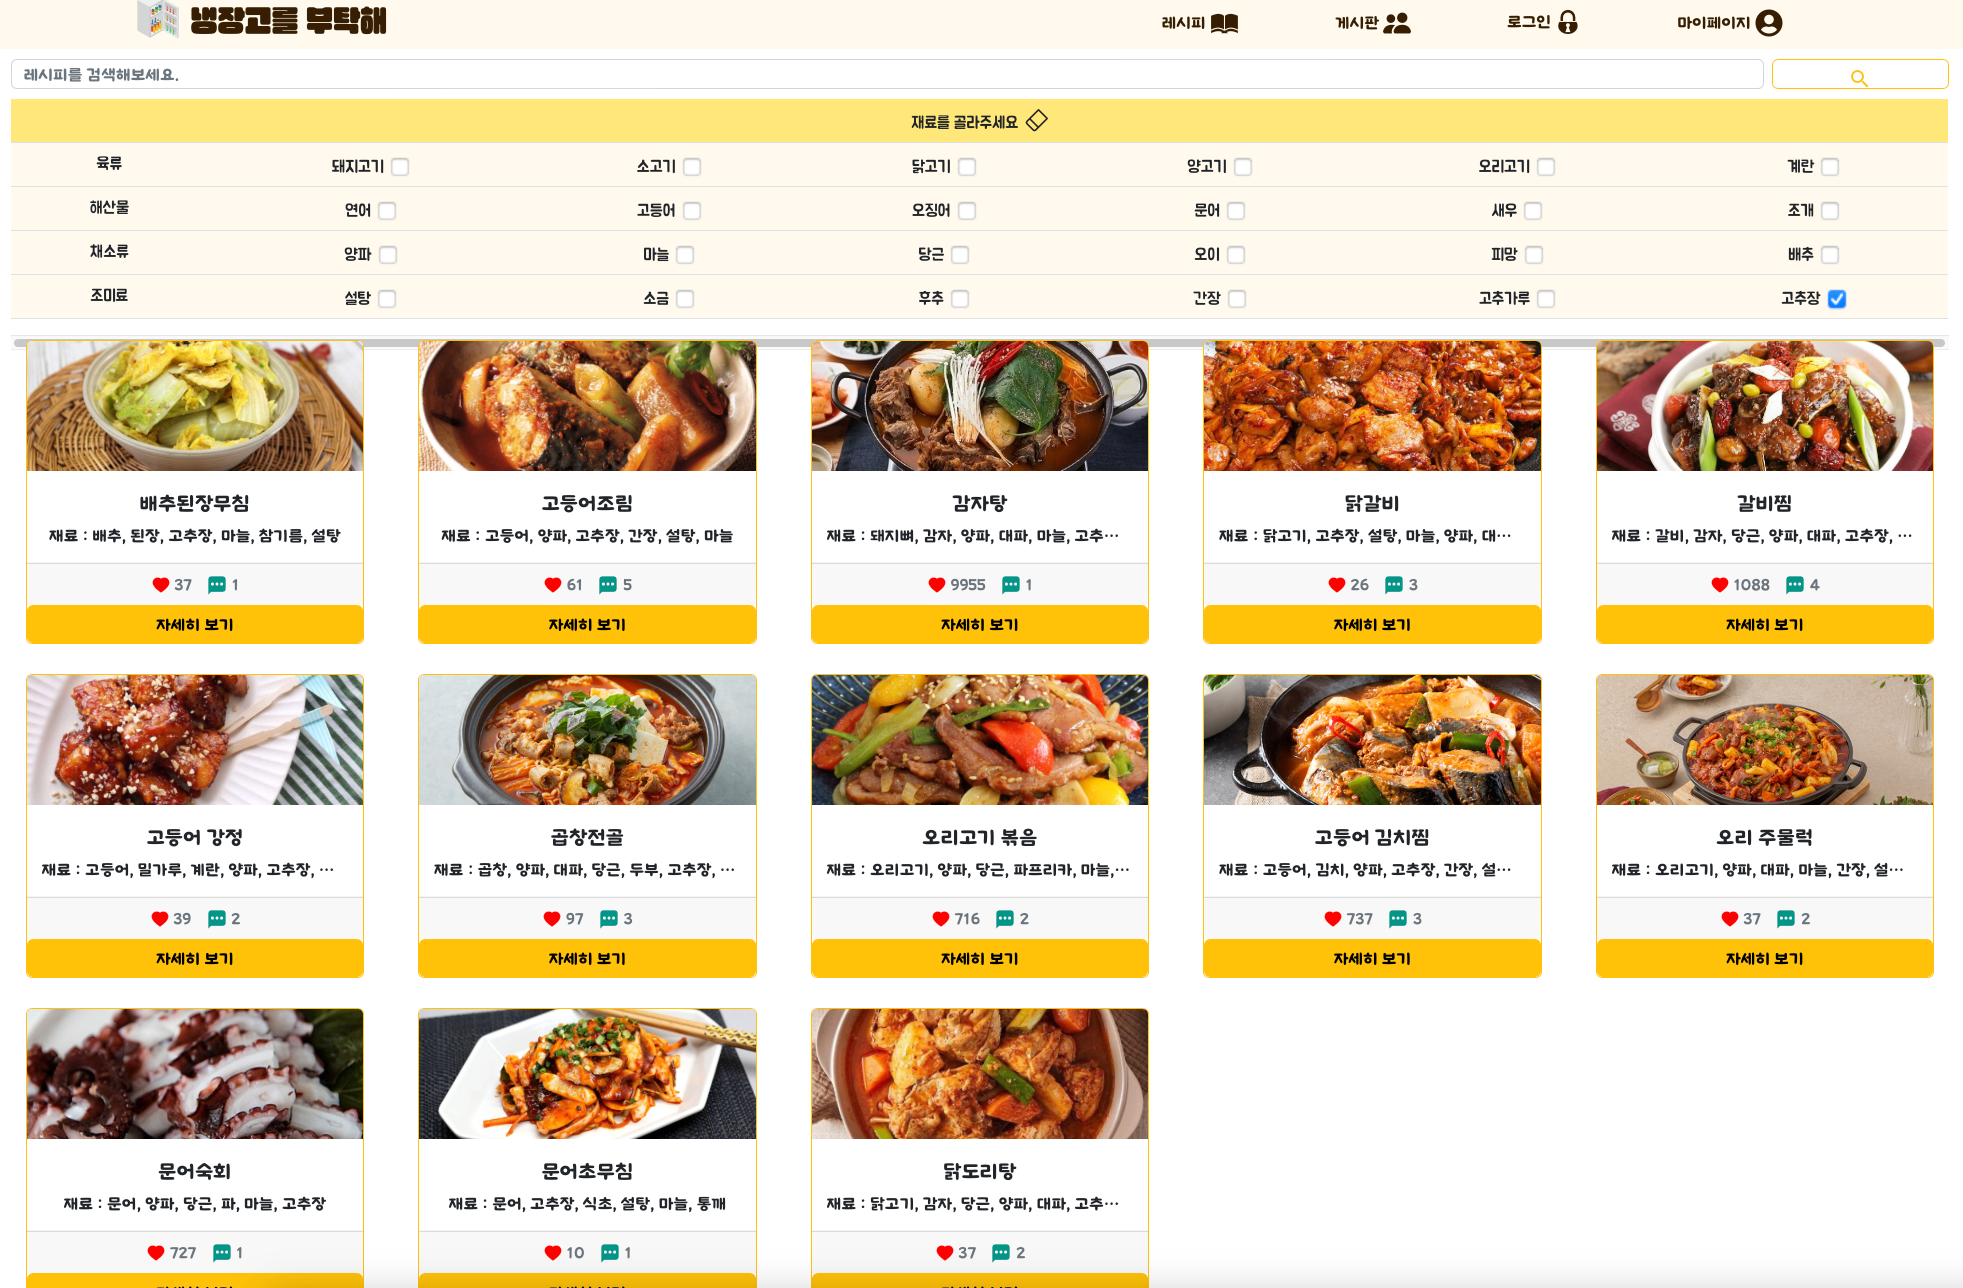 냉장고를 부탁해
레시피 게시판 로그인 마이페이지
레시피를 검색해보세요.
재료를 골라주세요
육류 돼지고기 소고기 닭고기 양고기 오리고기 계란
해산물 연어 고등어 오징어 문어 새우 조개
채소류 양파 마늘 당근 오이 피망 배추
조미료 설탕 소금 후추 간장 고추가루 고추장
배추된장무침
재료 : 배추, 된장, 고추장, 마늘, 참기름, 설탕
37 1
자세히 보기
고등어조림
재료 : 고등어, 양파, 고추장, 간장, 설탕, 마늘
61 5
자세히 보기
감자탕
재료 : 돼지뼈, 감자, 양파, 대파, 마늘, 고추…
9955 1
자세히 보기
닭갈비
재료 : 닭고기, 고추장, 설탕, 마늘, 양파, 대…
26 3
자세히 보기
갈비찜
재료 : 갈비, 감자, 당근, 양파, 대파, 고추장, …
1088 4
자세히 보기
고등어 강정
재료 : 고등어, 밀가루, 계란, 양파, 고추장, …
39 2
자세히 보기
곱창전골
재료 : 곱창, 양파, 대파, 당근, 두부, 고추장, …
97 3
자세히 보기
오리고기 볶음
재료 : 오리고기, 양파, 당근, 파프리카, 마늘,…
716 2
자세히 보기
고등어 김치찜
재료 : 고등어, 김치, 양파, 고추장, 간장, 설…
737 3
자세히 보기
오리 주물럭
재료 : 오리고기, 양파, 대파, 마늘, 간장, 설…
37 2
자세히 보기
문어숙회
재료 : 문어, 양파, 당근, 파, 마늘, 고추장
727 1
문어초무침
재료 : 문어, 고추장, 식초, 설탕, 마늘, 통깨
10 1
닭도리탕
재료 : 닭고기, 감자, 당근, 양파, 대파, 고추…
37 2